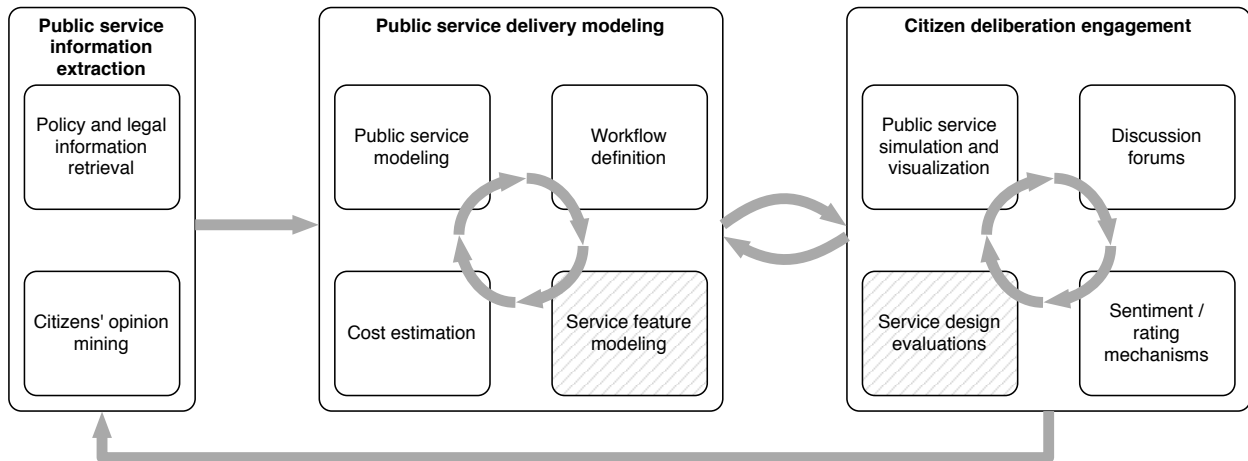 Public service
information
extraction
Policy and legal
information
retrieval
Citizens' opinion
mining
Public service delivery modeling
Public service
modeling
Workflow
definition
Cost estimation
Service feature
modeling
Citizen deliberation engagement
Public service
simulation and
visualization
Discussion
forums
Service design
evaluations
Sentiment /
rating
mechanisms